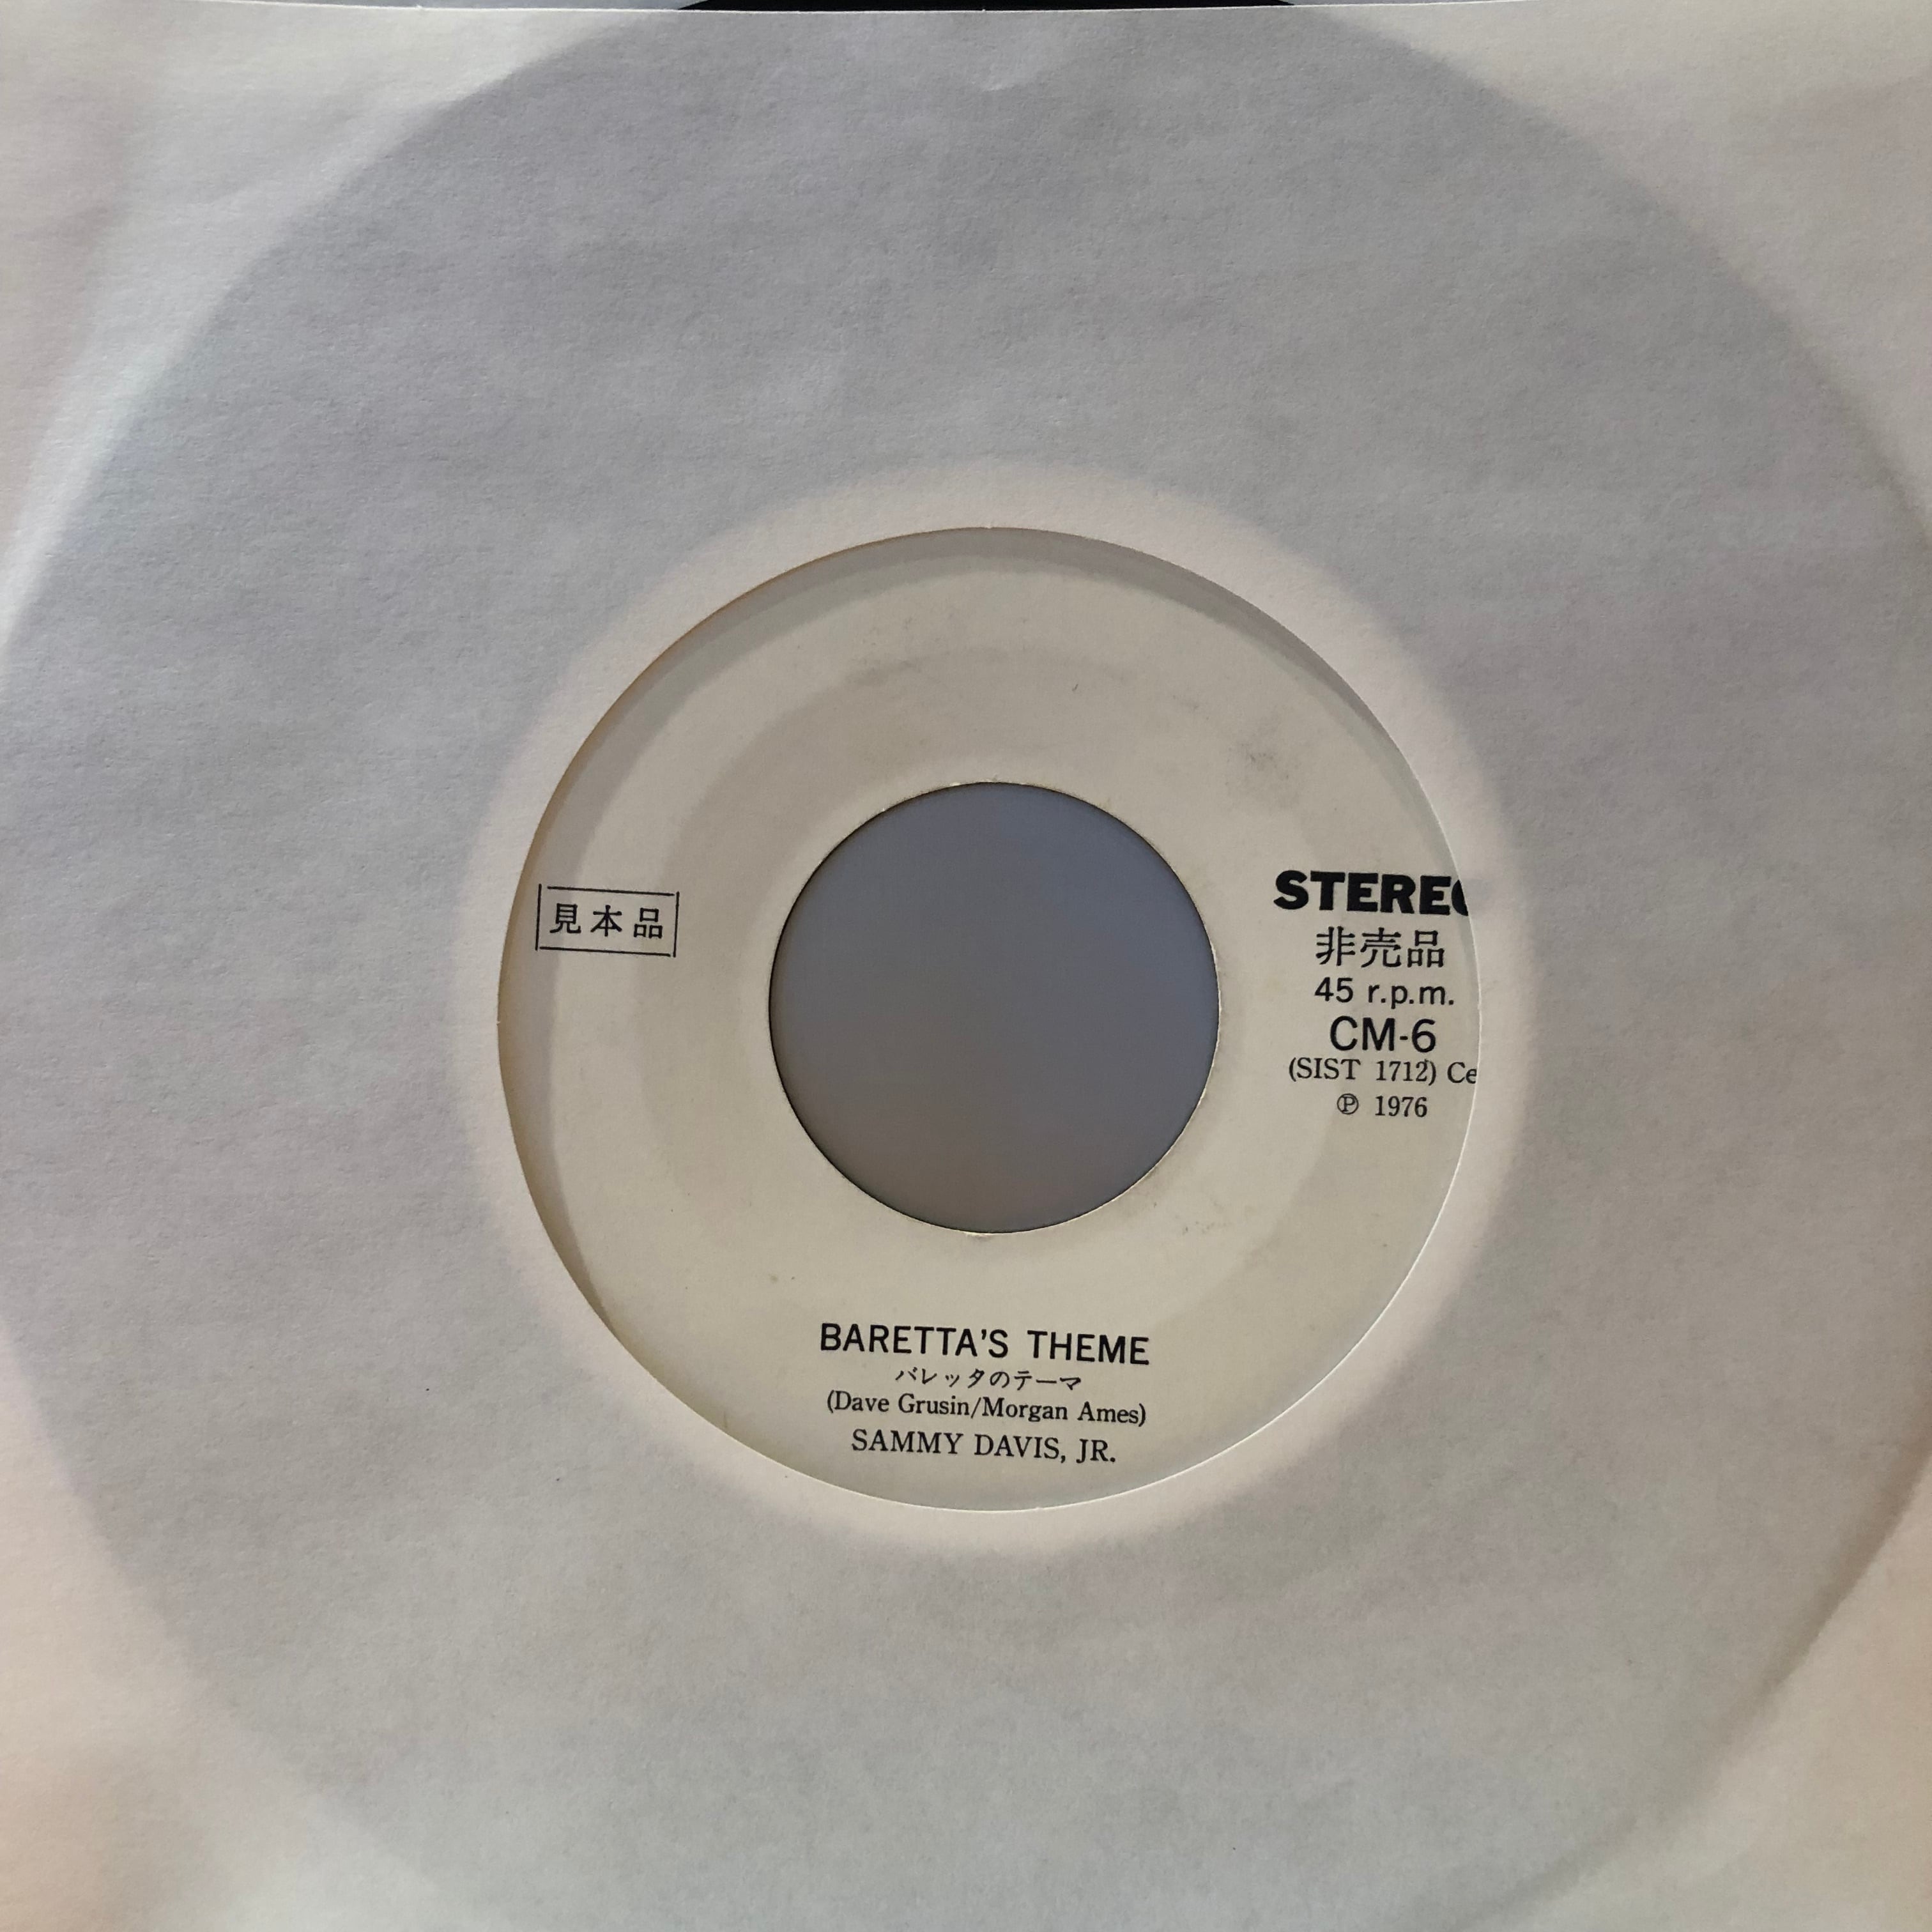 見本品
STEREO
非売品
45 r.p.m.
CM-6
(SIST 1712) Ce
Ⓟ 1976
BARETTA'S THEME
バレッタのテーマ
(Dave Grusin/Morgan Ames)
SAMMY DAVIS, JR.